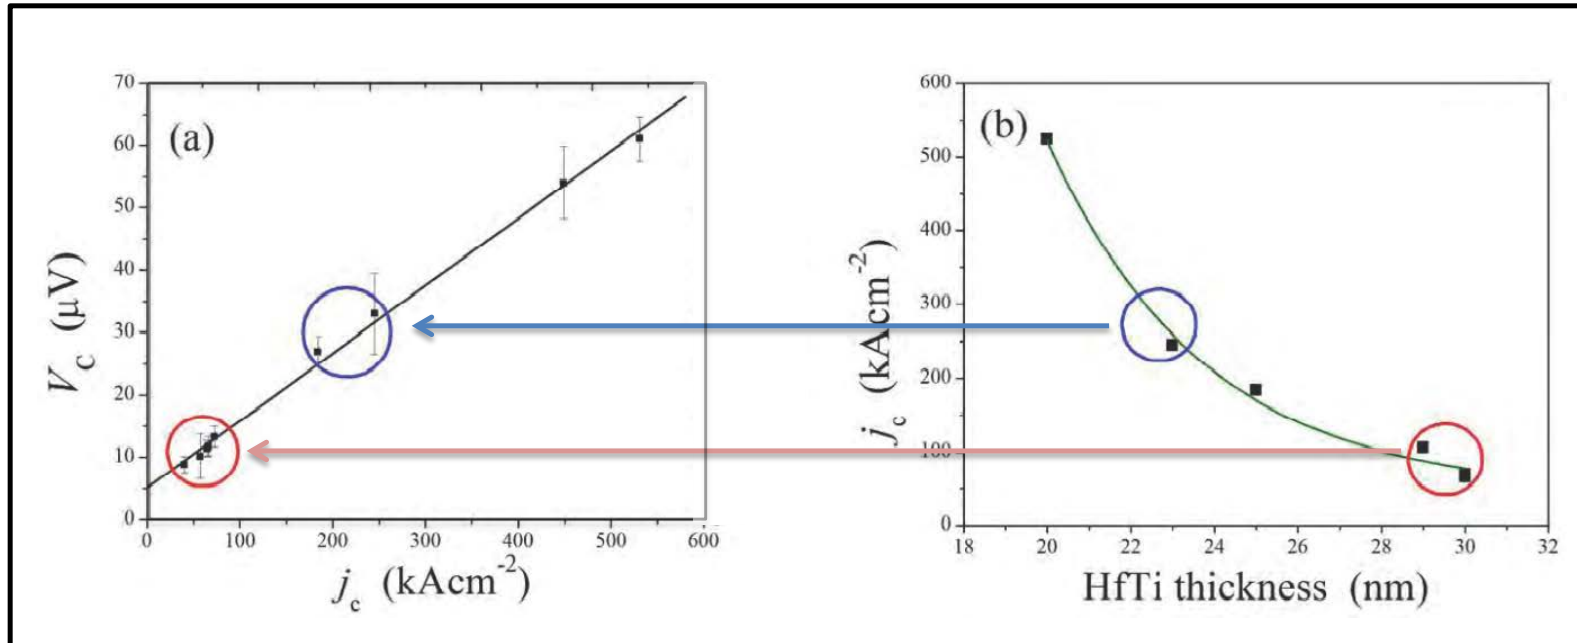 (a)
V_c (μV)
70
60
50
40
30
20
10
0
0 100 200 300 400 500 600
j_c (kAcm⁻²)
(b)
j_c (kAcm⁻²)
600
500
400
300
200
100
0
18 20 22 24 26 28 30 32
HfTi thickness (nm)